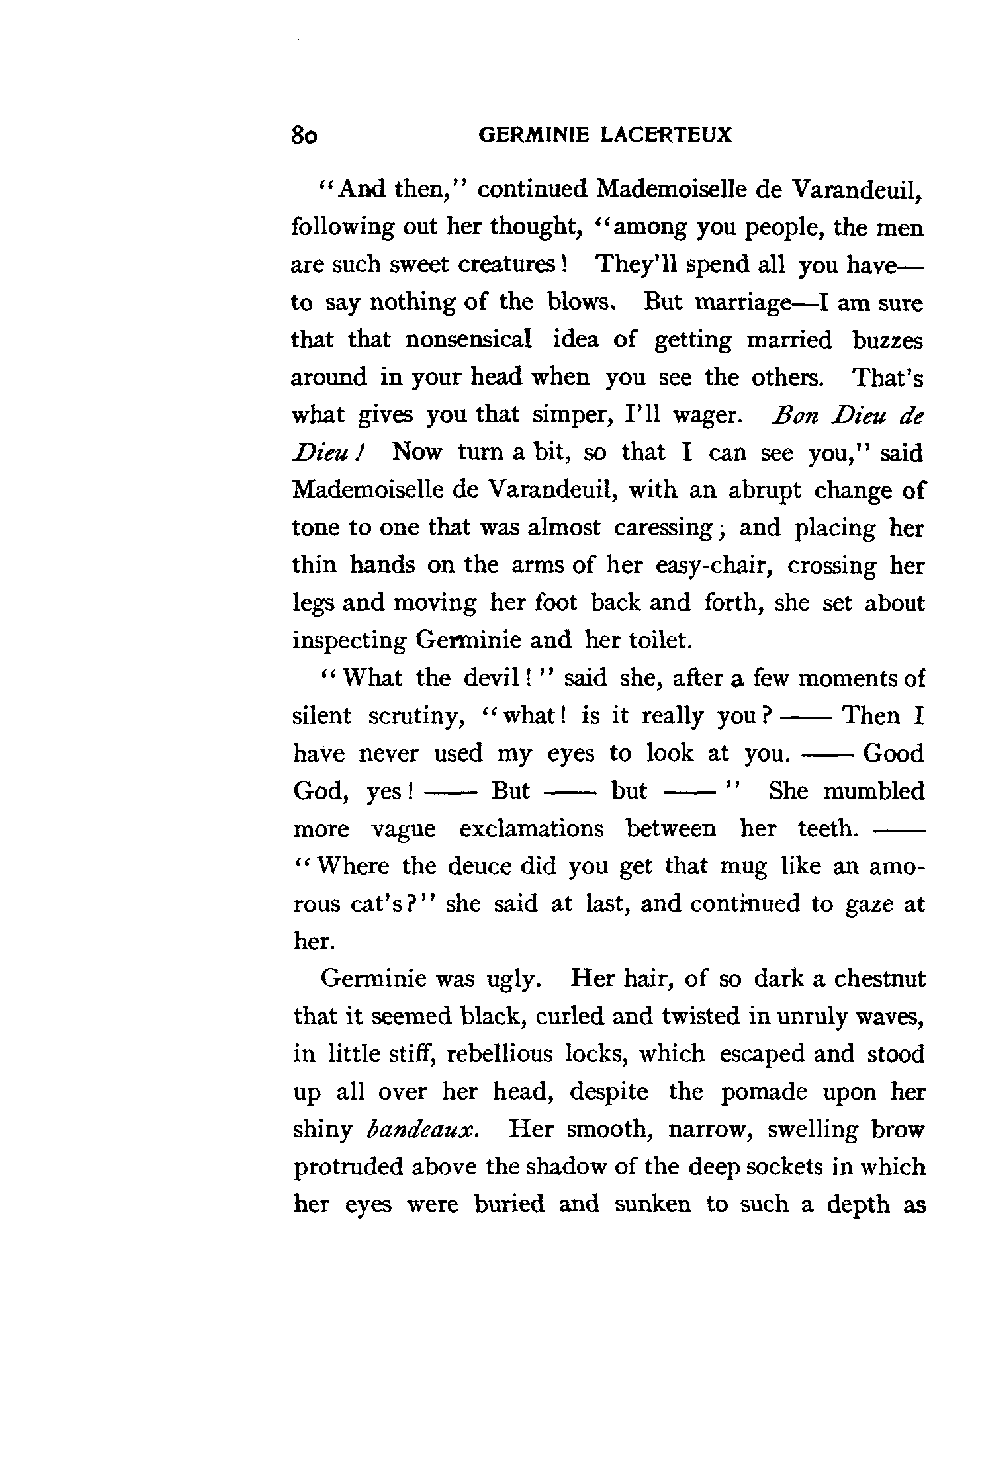 80 GERMINIE LACERTEUX
"And then," continued Mademoiselle de Varandeuil,
following out her thought, "among you people, the men
are such sweet creatures! They'll spend all you have—
to say nothing of the blows. But marriage—I am sure
that that nonsensical idea of getting married buzzes
around in your head when you see the others. That's
what gives you that simper, I'll wager. Bon Dieu de
Dieu! Now turn a bit, so that I can see you," said
Mademoiselle de Varandeuil, with an abrupt change of
tone to one that was almost caressing; and placing her
thin hands on the arms of her easy-chair, crossing her
legs and moving her foot back and forth, she set about
inspecting Germinie and her toilet.
"What the devil!" said she, after a few moments of
silent scrutiny, "what! is it really you? —— Then I
have never used my eyes to look at you. —— Good
God, yes! —— But —— but —— " She mumbled
more vague exclamations between her teeth. ——
"Where the deuce did you get that mug like an amo-
rous cat's?" she said at last, and continued to gaze at
her.
Germinie was ugly. Her hair, of so dark a chestnut
that it seemed black, curled and twisted in unruly waves,
in little stiff, rebellious locks, which escaped and stood
up all over her head, despite the pomade upon her
shiny bandeaux. Her smooth, narrow, swelling brow
protruded above the shadow of the deep sockets in which
her eyes were buried and sunken to such a depth as